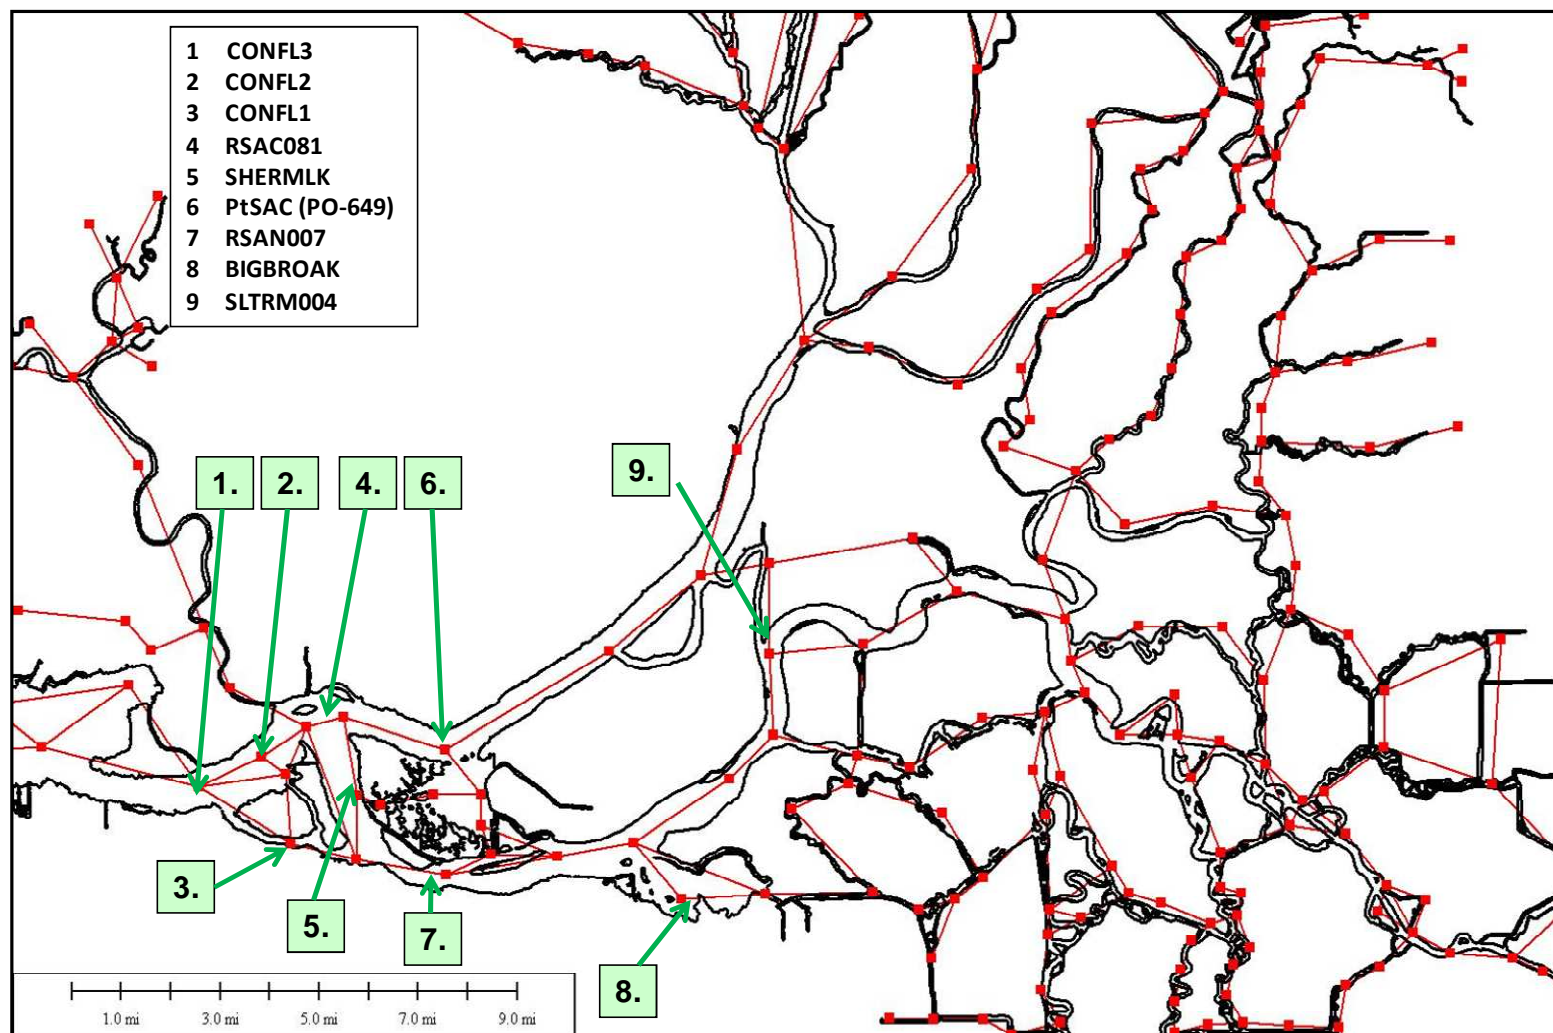 1 CONFL3
2 CONFL2
3 CONFL1
4 RSAC081
5 SHERMLK
6 PtSAC (PO-649)
7 RSAN007
8 BIGBROAK
9 SLTRM004
1. 2. 4. 6. 9.
3. 5. 7. 8.
1.0 mi 3.0 mi 5.0 mi 7.0 mi 9.0 mi